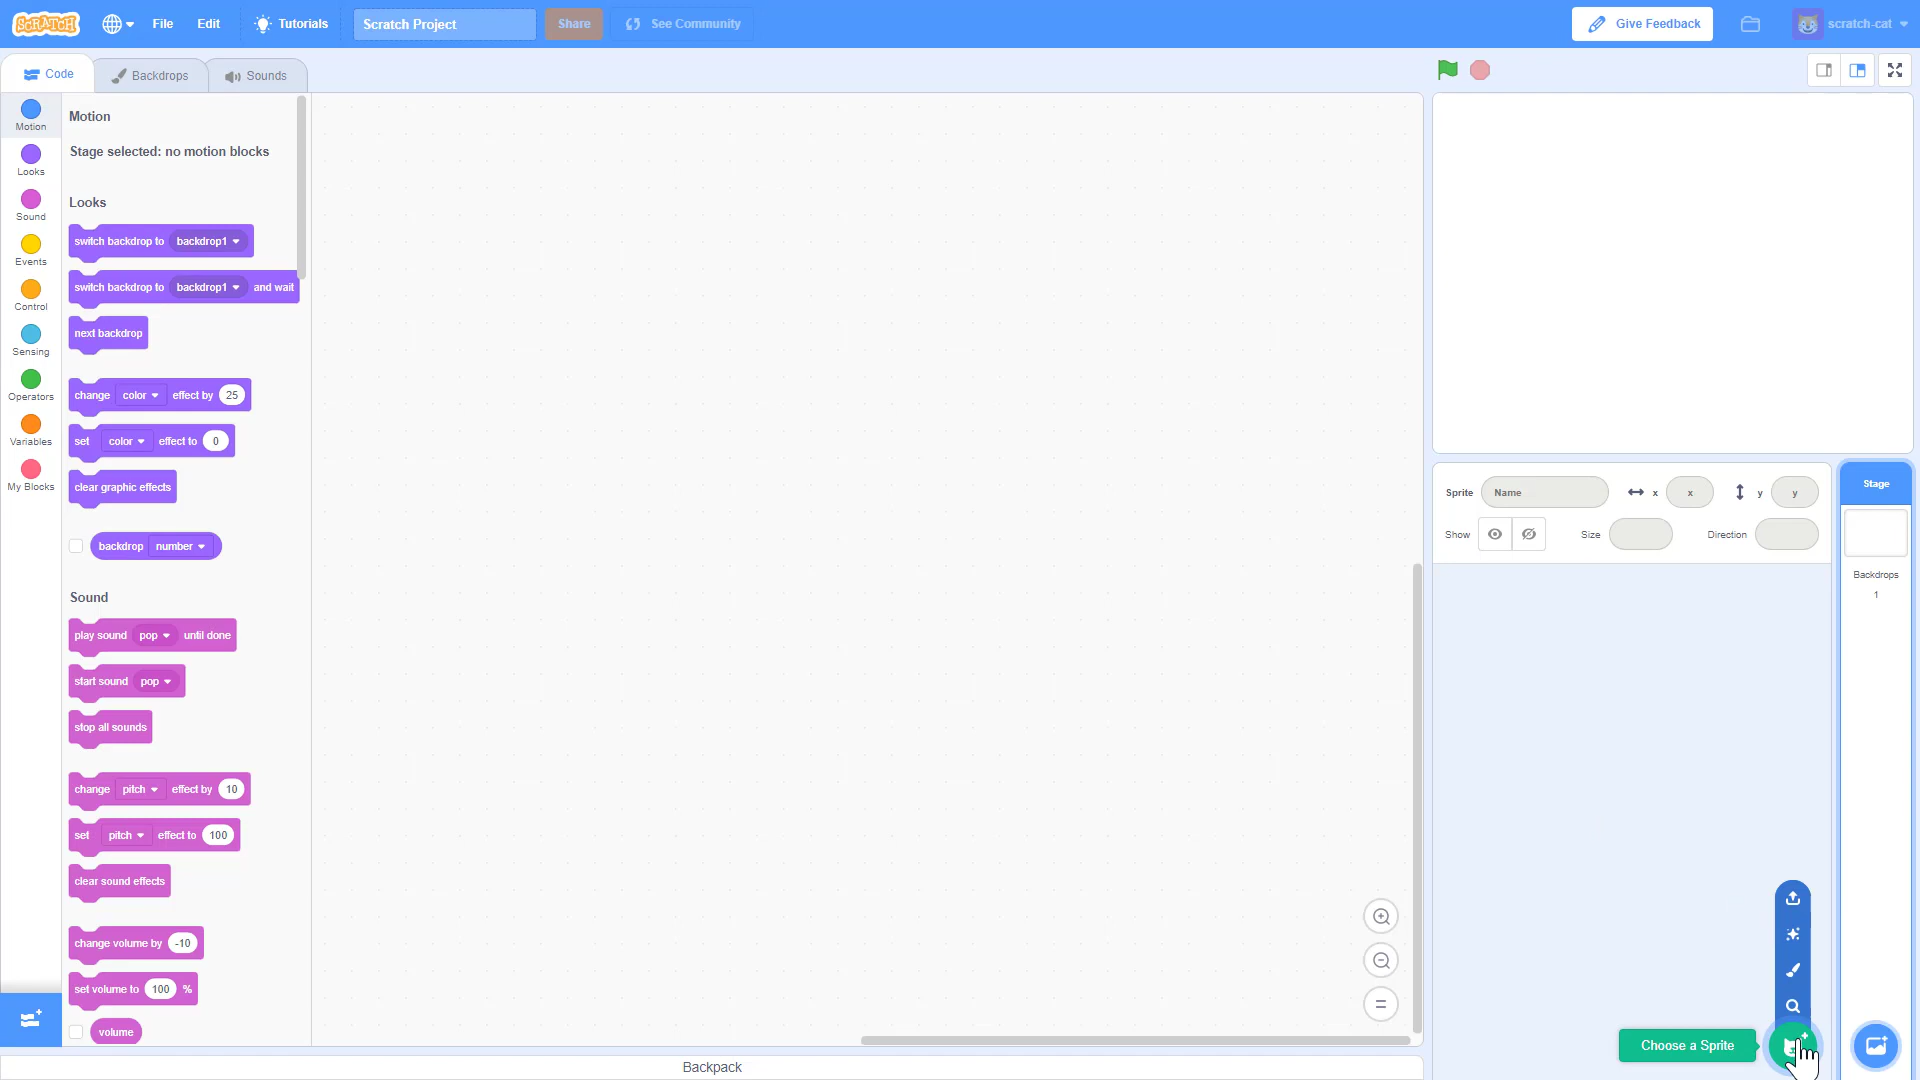 SCRATCH
File
Edit
Tutorials
Scratch Project
Share
See Community
Give Feedback
scratch-cat
Code
Backdrops
Sounds
Motion
Looks
Sound
Events
Control
Sensing
Operators
Variables
My Blocks
Motion
Stage selected: no motion blocks
Looks
switch backdrop to backdrop1
switch backdrop to backdrop1 and wait
next backdrop
change color effect by 25
set color effect to 0
clear graphic effects
backdrop number
Sound
play sound pop until done
start sound pop
stop all sounds
change pitch effect by 10
set pitch effect to 100
clear sound effects
change volume by -10
set volume to 100 %
volume
Backpack
Sprite Name x x y y
Show Size Direction
Stage
Backdrops
1
Choose a Sprite